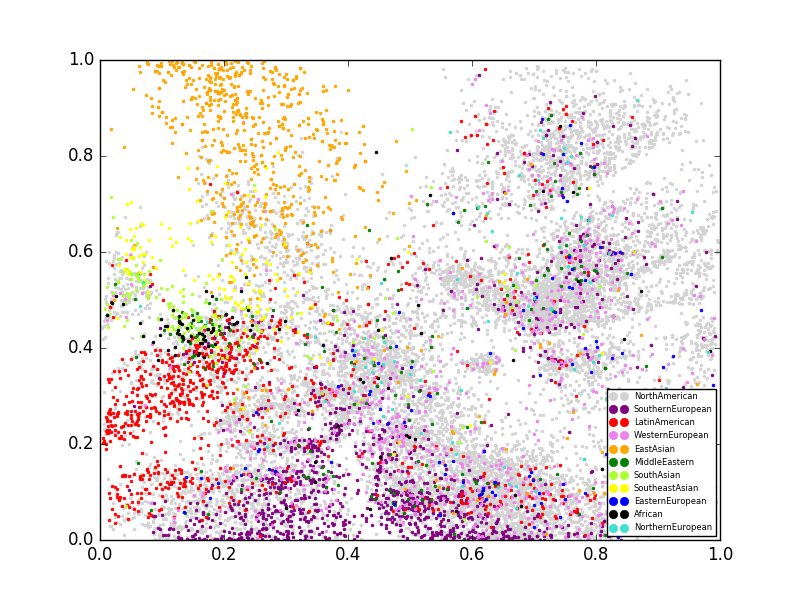 1.0
0.8
0.6
0.4
0.2
0.0
0.0 0.2 0.4 0.6 0.8 1.0
NorthAmerican
SouthernEuropean
LatinAmerican
WesternEuropean
EastAsian
MiddleEastern
SouthAsian
SoutheastAsian
EasternEuropean
African
NorthernEuropean